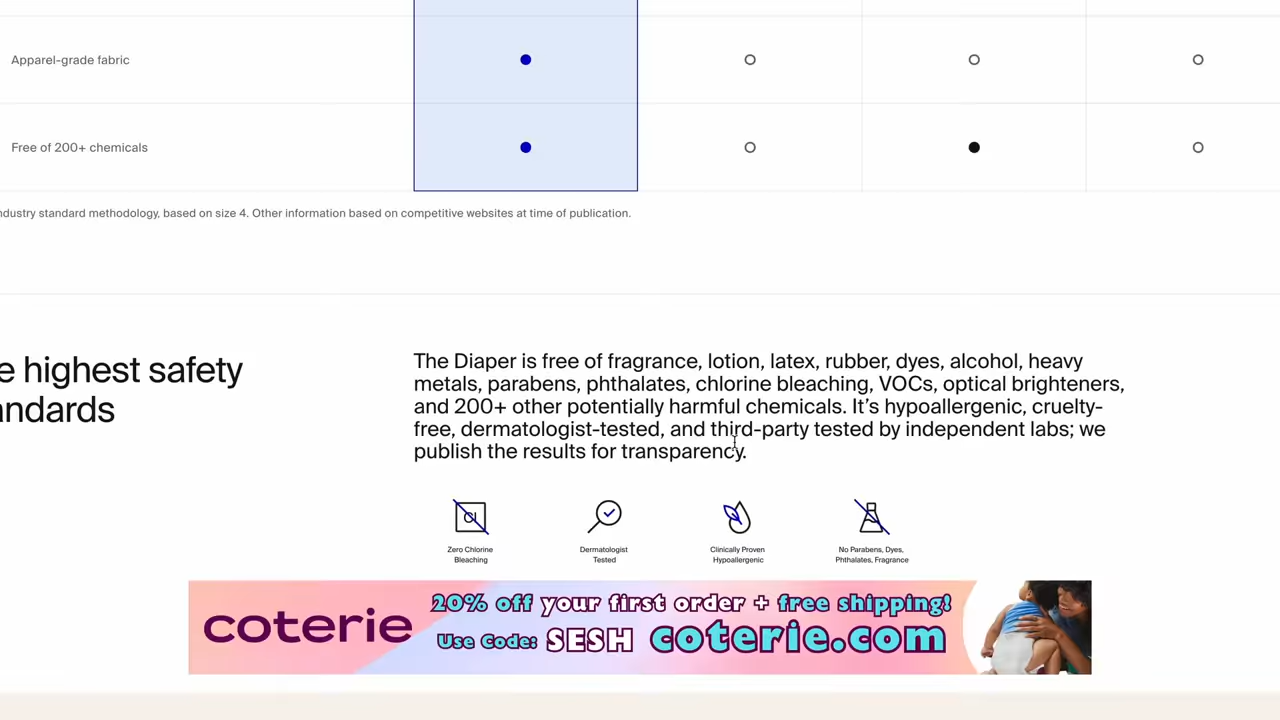 Apparel-grade fabric
Free of 200+ chemicals
ndustry standard methodology, based on size 4. Other information based on competitive websites at time of publication.
e highest safety
andards
The Diaper is free of fragrance, lotion, latex, rubber, dyes, alcohol, heavy
metals, parabens, phthalates, chlorine bleaching, VOCs, optical brighteners,
and 200+ other potentially harmful chemicals. It's hypoallergenic, cruelty-
free, dermatologist-tested, and third-party tested by independent labs; we
publish the results for transparency.
Cl
Zero Chlorine
Bleaching
Dermatologist
Tested
Clinically Proven
Hypoallergenic
No Parabens, Dyes,
Phthalates, Fragrance
coterie
20% off your first order + free shipping!
Use Code: SESH coterie.com